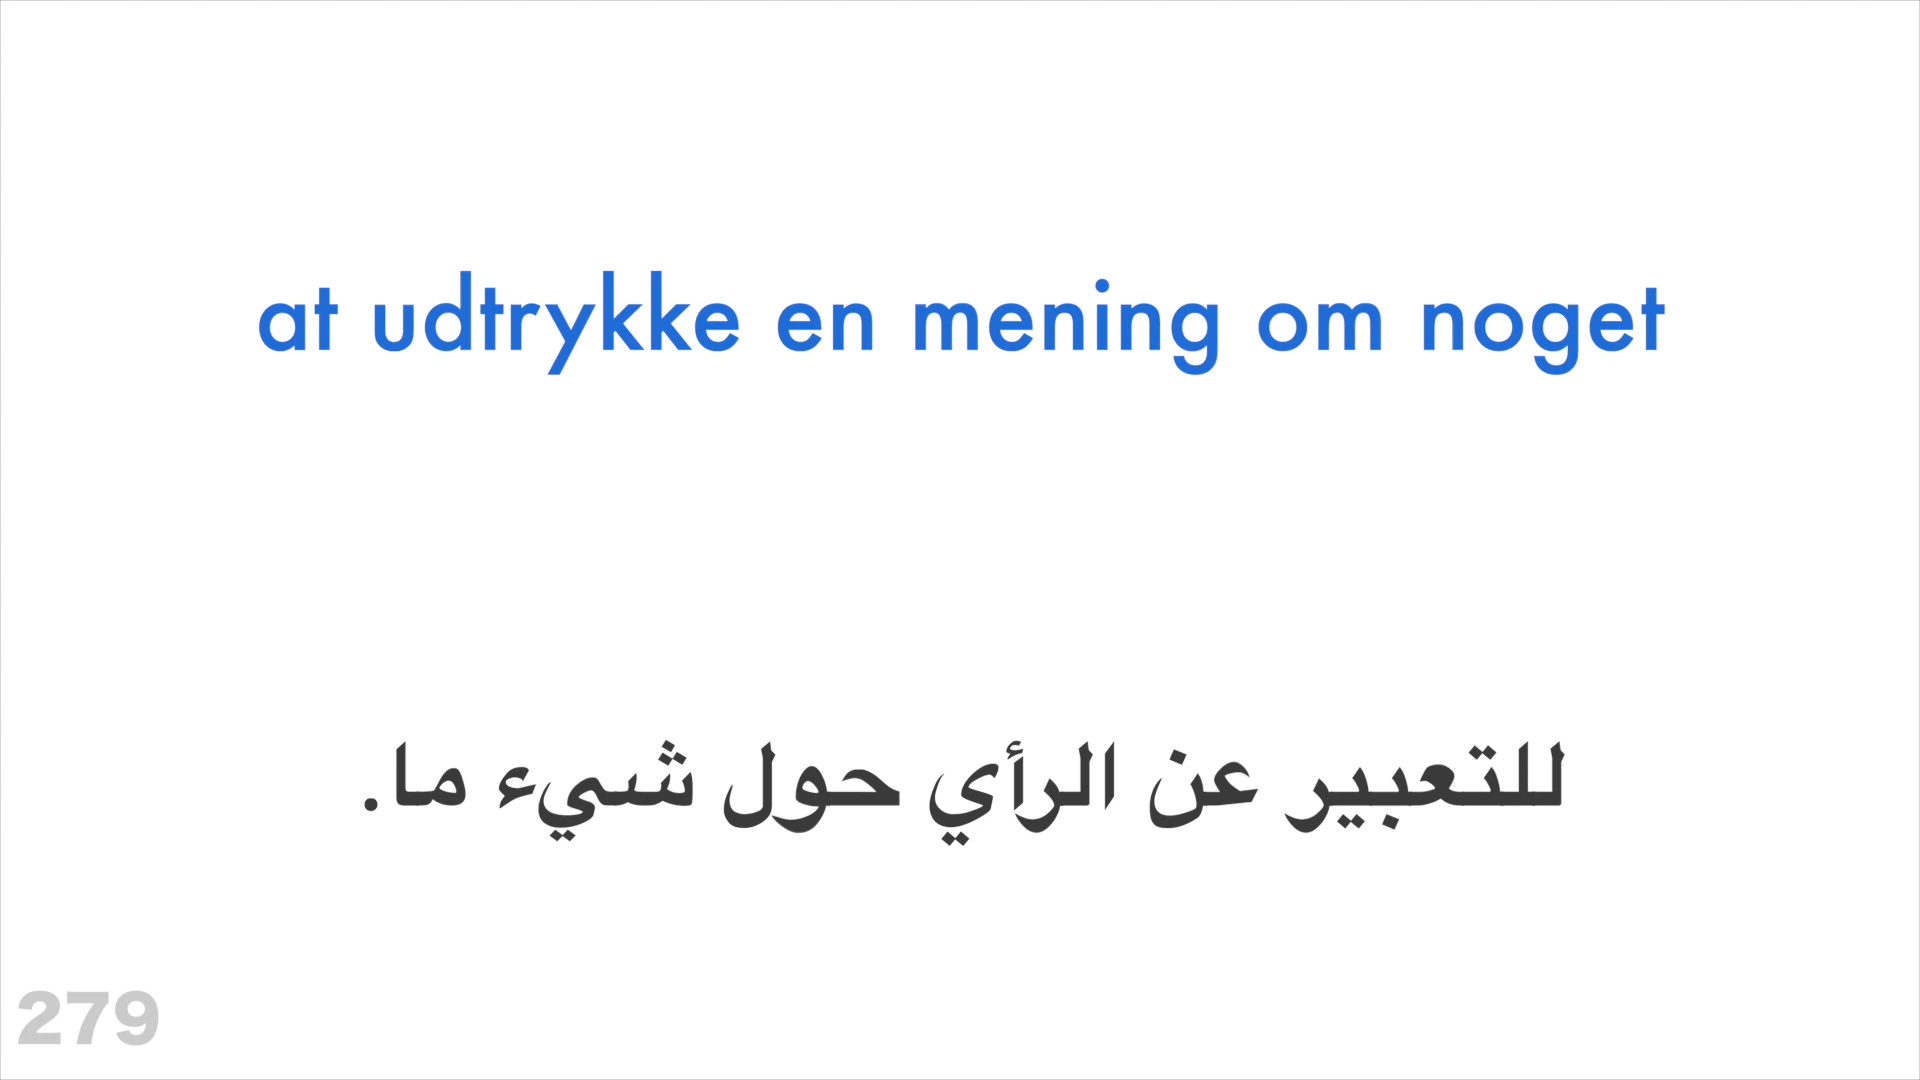 at udtrykke en mening om noget
للتعبير عن الرأي حول شيء ما.
279